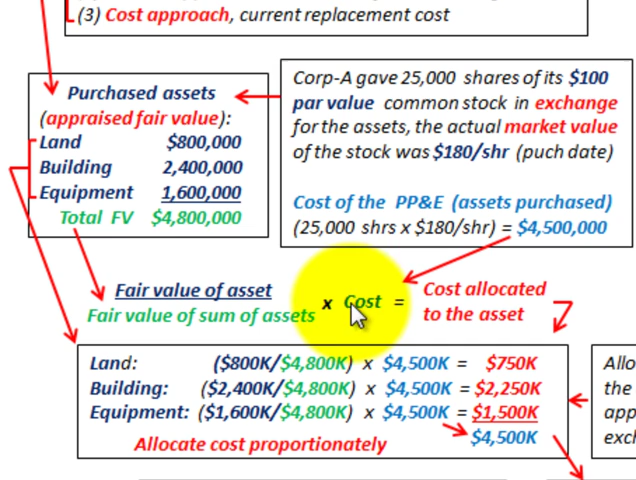 (3) Cost approach, current replacement cost
Purchased assets
(appraised fair value):
Land $800,000
Building 2,400,000
Equipment 1,600,000
Total FV $4,800,000
Corp-A gave 25,000 shares of its $100
par value common stock in exchange
for the assets, the actual market value
of the stock was $180/shr (puch date)
Cost of the PP&E (assets purchased)
(25,000 shrs x $180/shr) = $4,500,000
Fair value of asset
Fair value of sum of assets
x Cost =
Cost allocated
to the asset
Land: ($800K/$4,800K) x $4,500K = $750K
Building: ($2,400K/$4,800K) x $4,500K = $2,250K
Equipment: ($1,600K/$4,800K) x $4,500K = $1,500K
$4,500K
Allocate cost proportionately
the